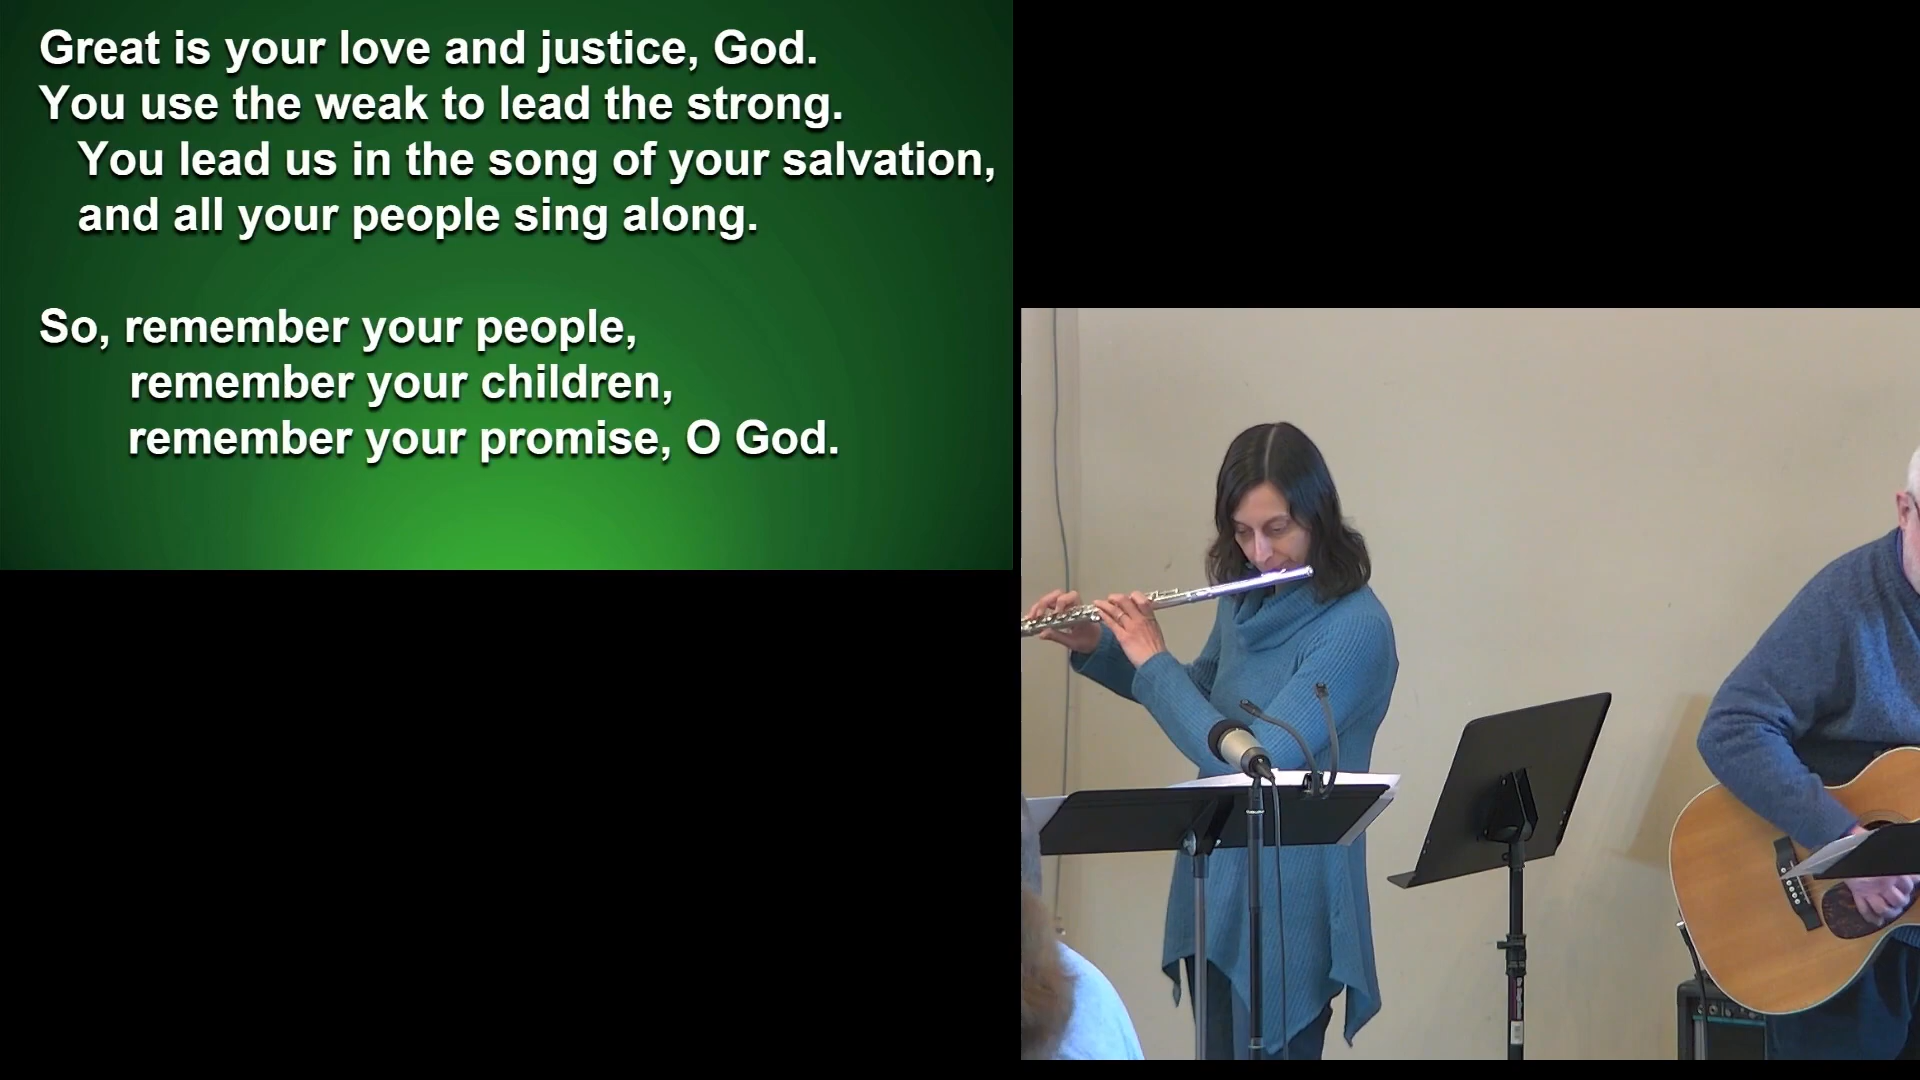 Great is your love and justice, God.
You use the weak to lead the strong.
You lead us in the song of your salvation,
and all your people sing along.
So, remember your people,
remember your children,
remember your promise, O God.